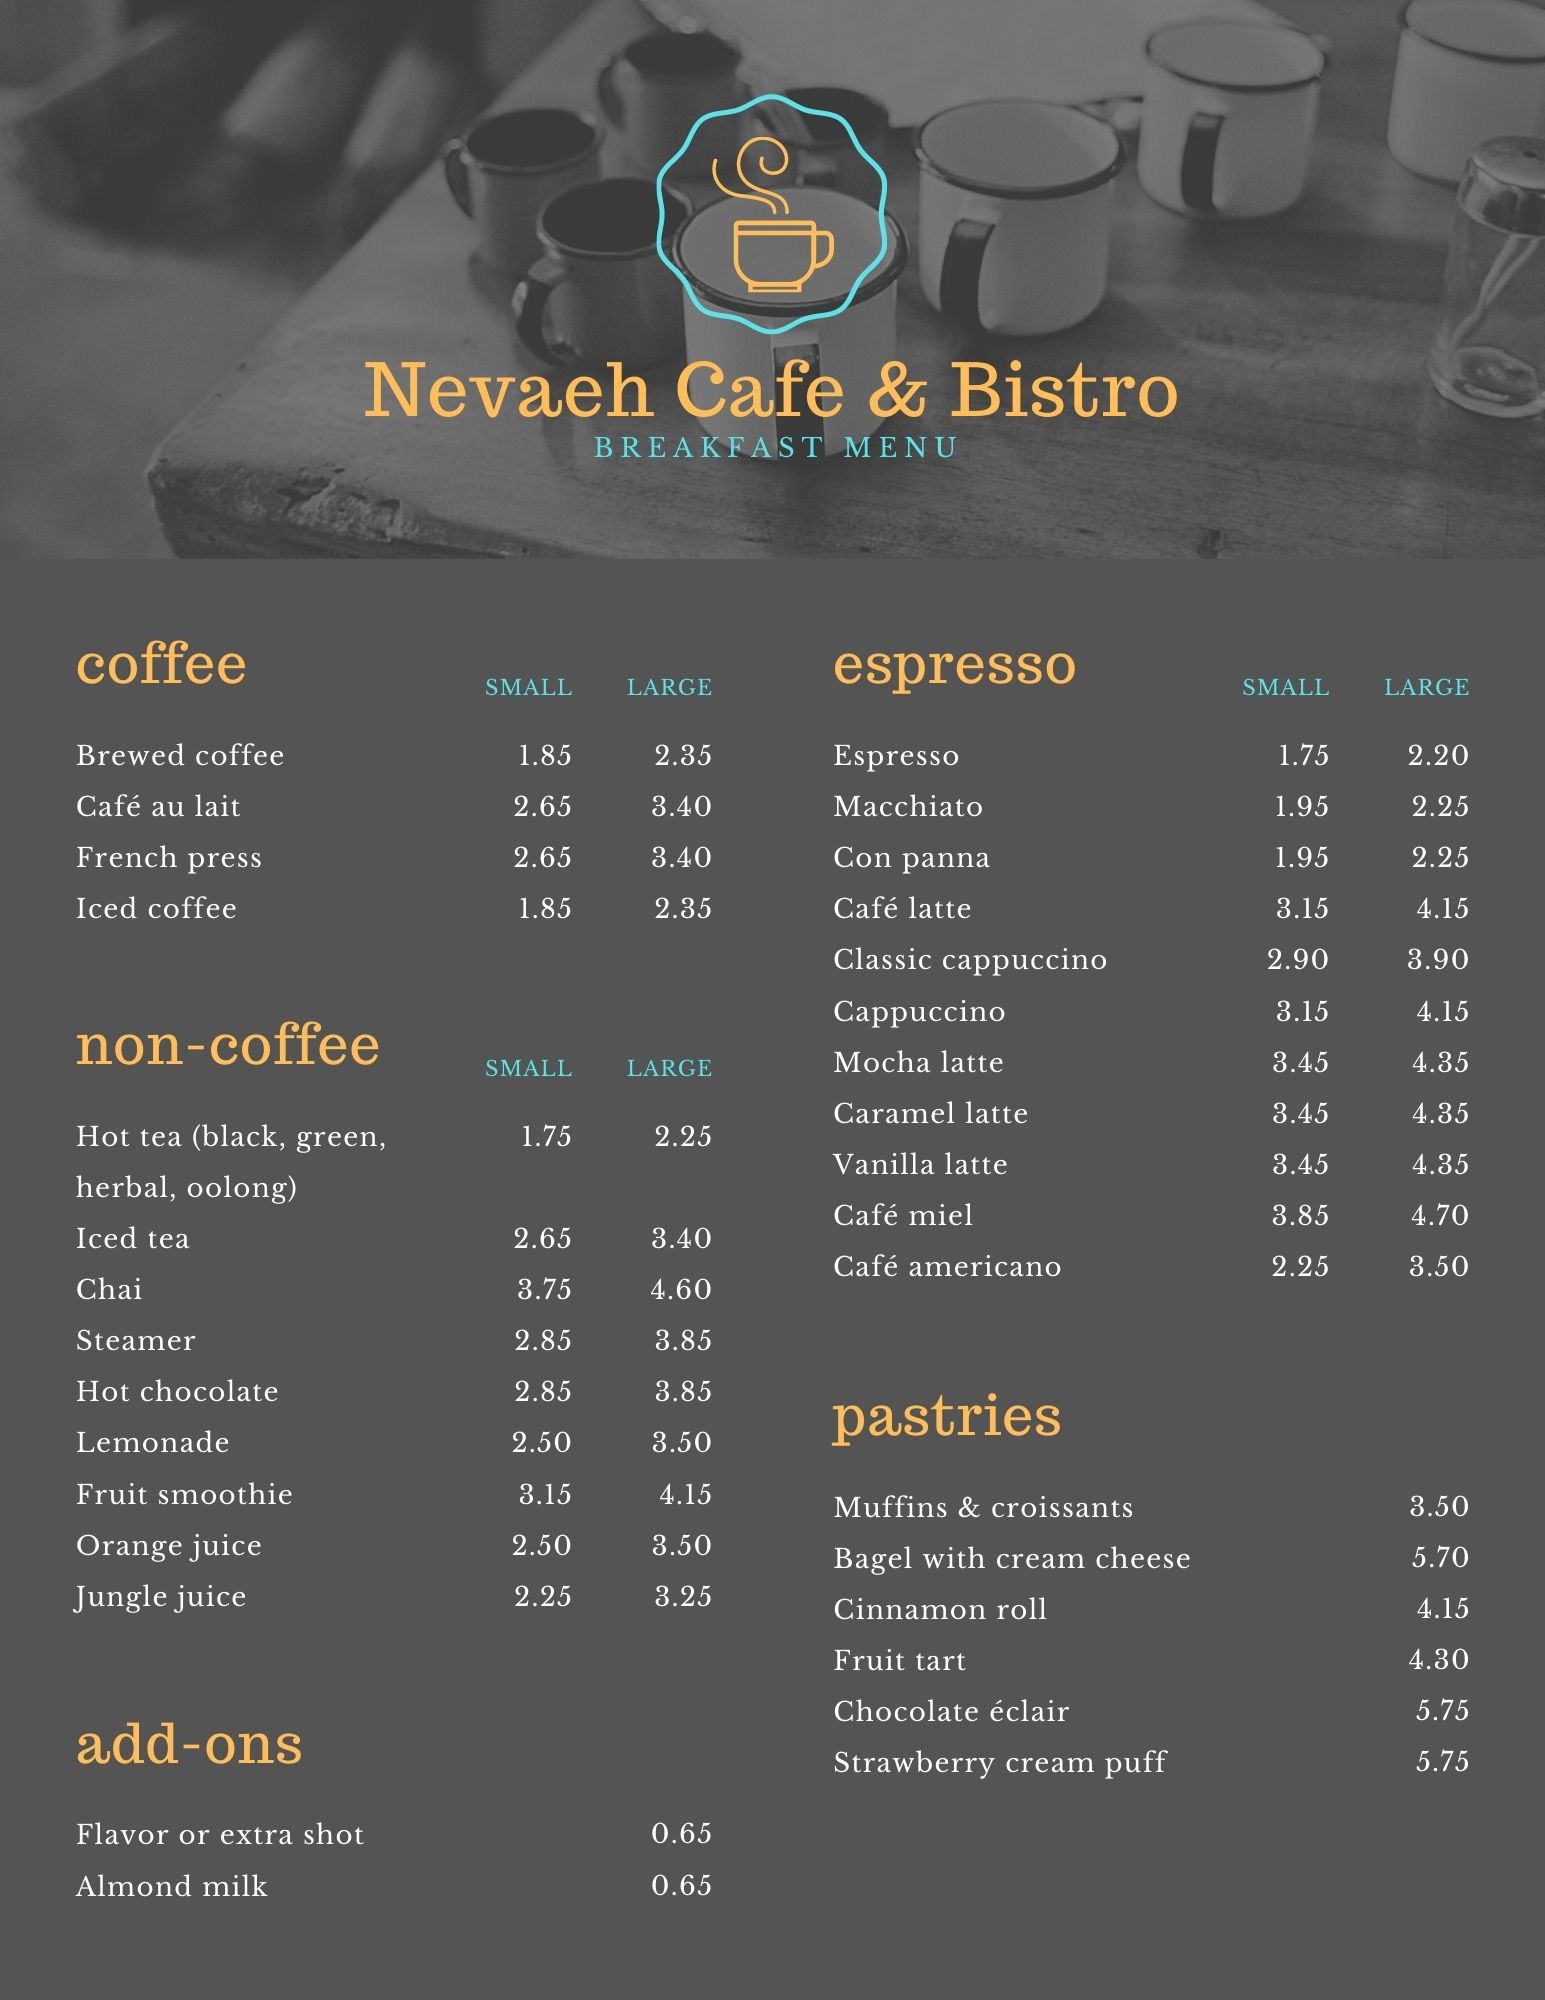 Nevaeh Cafe & Bistro
BREAKFAST MENU
coffee SMALL LARGE
Brewed coffee 1.85 2.35
Café au lait 2.65 3.40
French press 2.65 3.40
Iced coffee 1.85 2.35
non-coffee SMALL LARGE
Hot tea (black, green, 1.75 2.25
herbal, oolong)
Iced tea 2.65 3.40
Chai 3.75 4.60
Steamer 2.85 3.85
Hot chocolate 2.85 3.85
Lemonade 2.50 3.50
Fruit smoothie 3.15 4.15
Orange juice 2.50 3.50
Jungle juice 2.25 3.25
add-ons
Flavor or extra shot 0.65
Almond milk 0.65
espresso SMALL LARGE
Espresso 1.75 2.20
Macchiato 1.95 2.25
Con panna 1.95 2.25
Café latte 3.15 4.15
Classic cappuccino 2.90 3.90
Cappuccino 3.15 4.15
Mocha latte 3.45 4.35
Caramel latte 3.45 4.35
Vanilla latte 3.45 4.35
Café miel 3.85 4.70
Café americano 2.25 3.50
pastries
Muffins & croissants 3.50
Bagel with cream cheese 5.70
Cinnamon roll 4.15
Fruit tart 4.30
Chocolate éclair 5.75
Strawberry cream puff 5.75